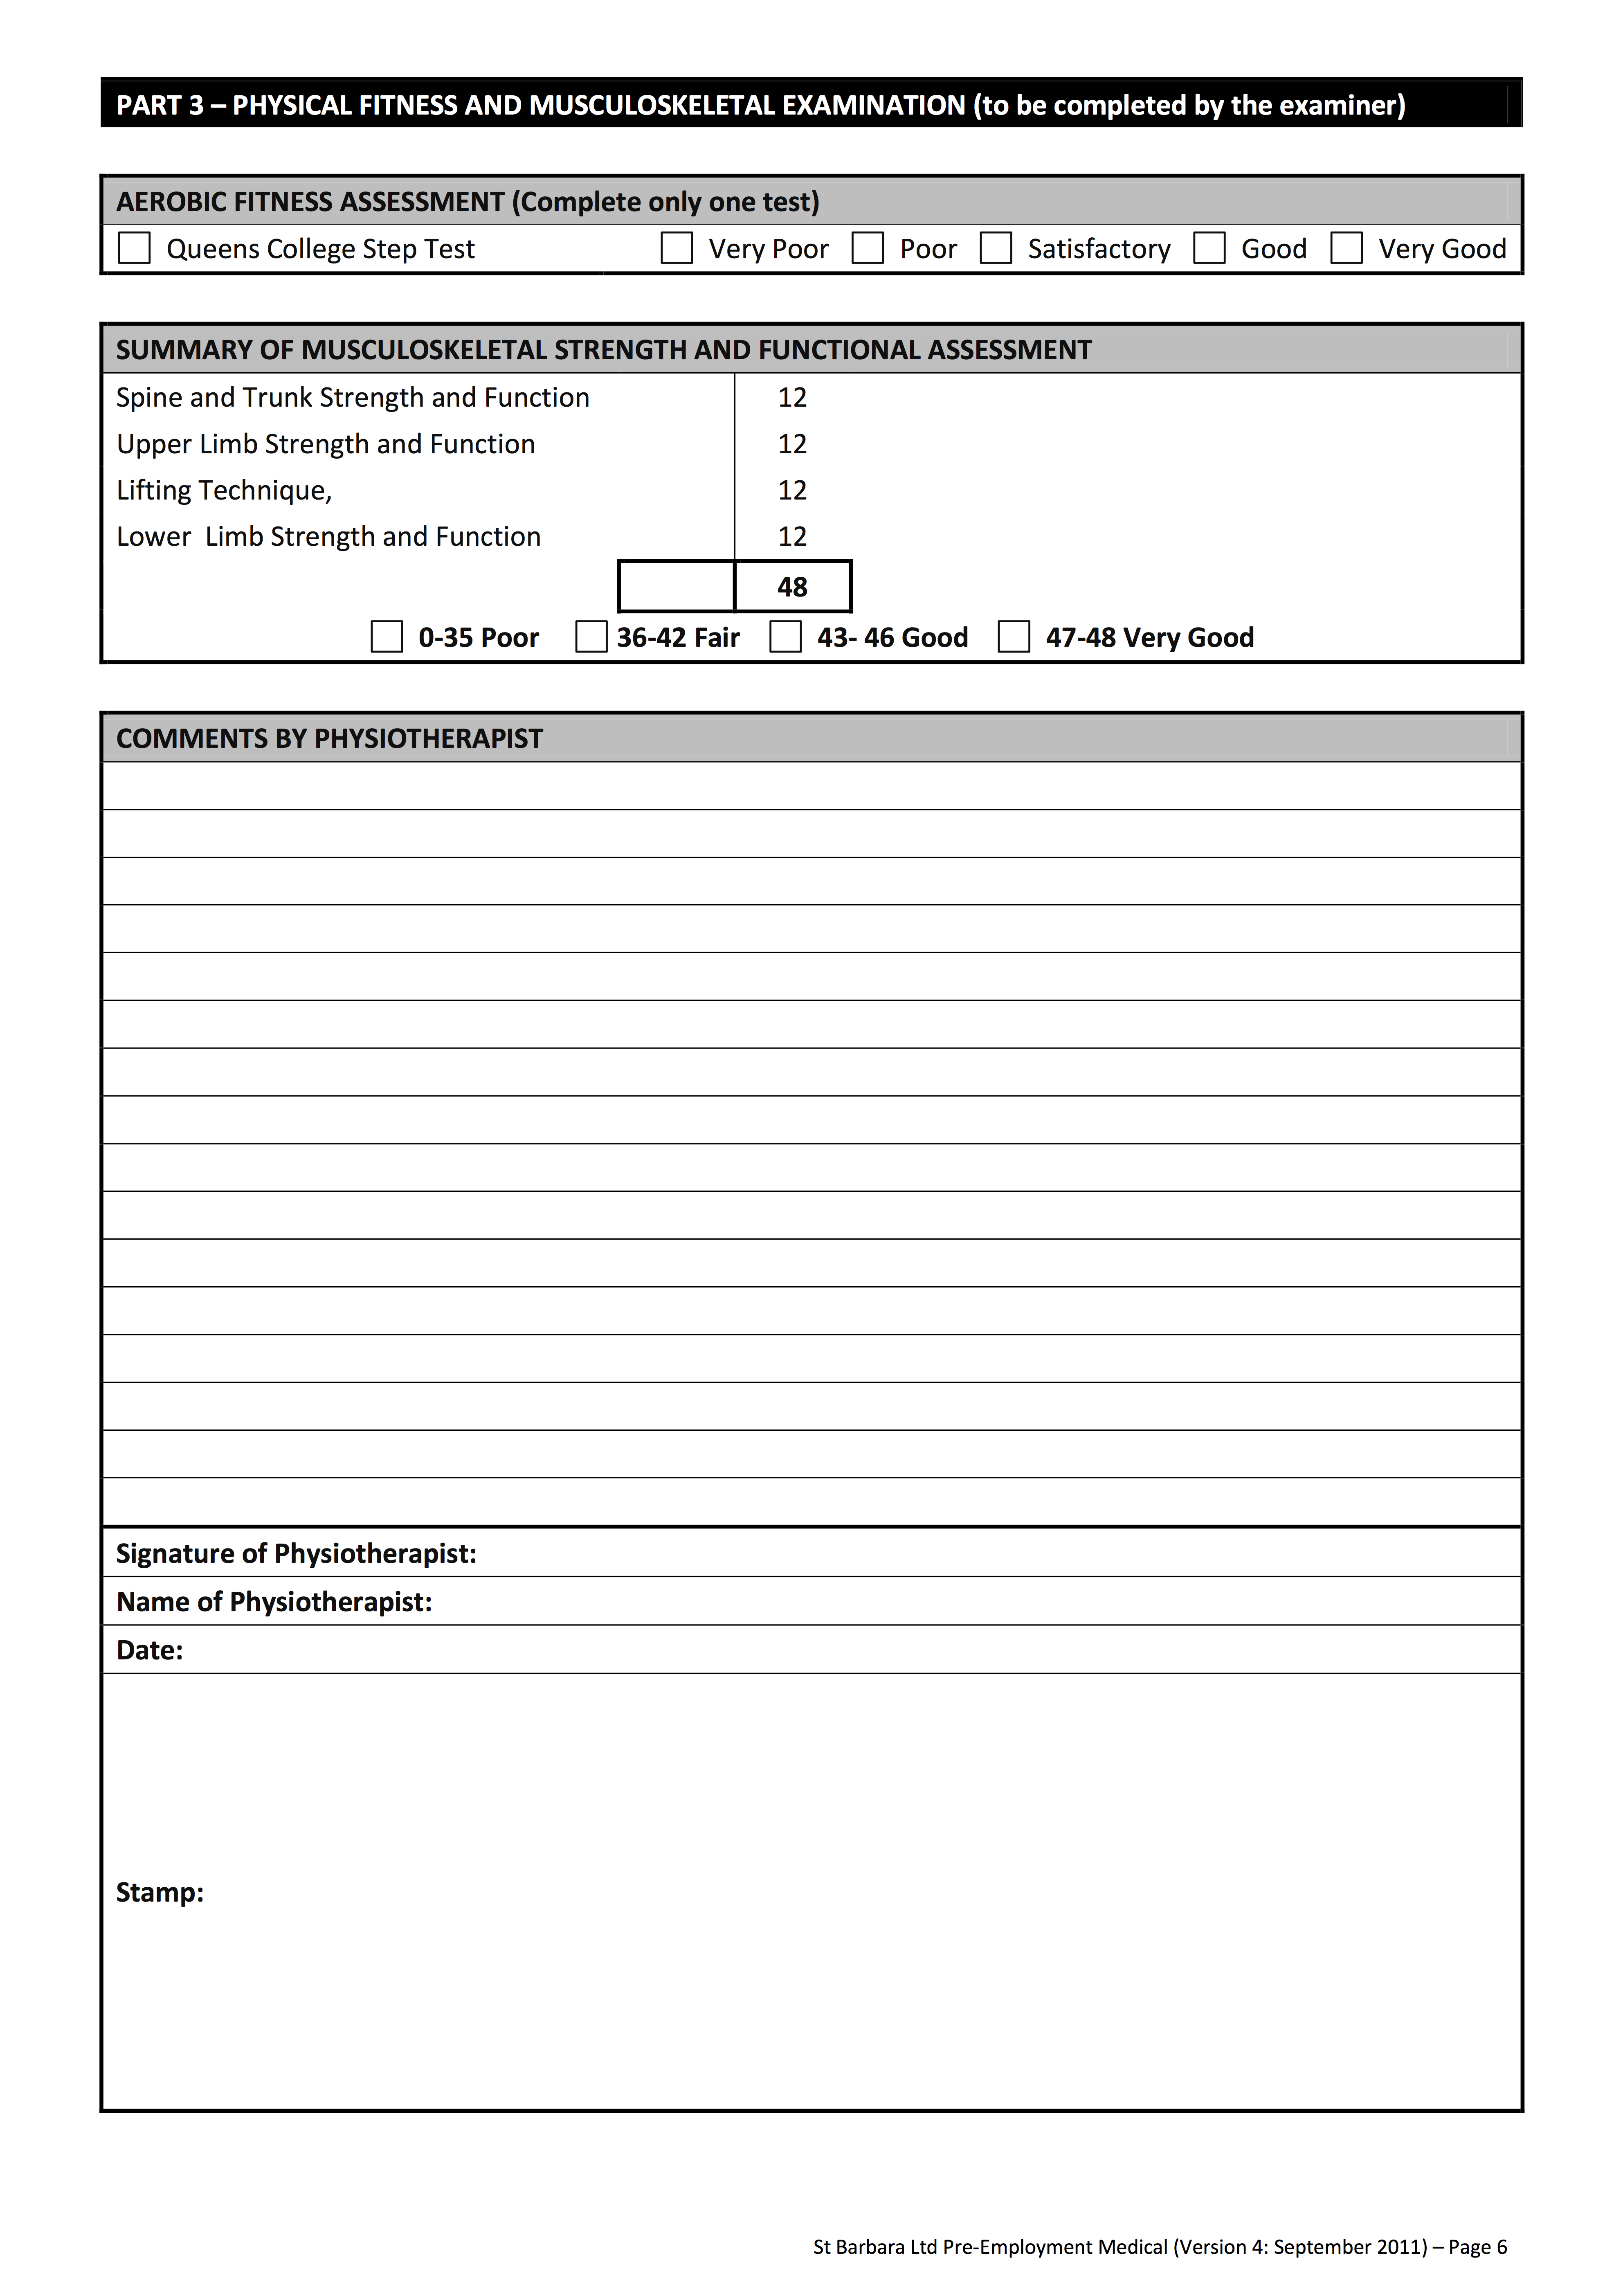 PART 3 – PHYSICAL FITNESS AND MUSCULOSKELETAL EXAMINATION (to be completed by the examiner)
AEROBIC FITNESS ASSESSMENT (Complete only one test)
Queens College Step Test Very Poor Poor Satisfactory Good Very Good
SUMMARY OF MUSCULOSKELETAL STRENGTH AND FUNCTIONAL ASSESSMENT
Spine and Trunk Strength and Function 12
Upper Limb Strength and Function 12
Lifting Technique, 12
Lower  Limb Strength and Function 12
48
0-35 Poor 36-42 Fair 43- 46 Good 47-48 Very Good
COMMENTS BY PHYSIOTHERAPIST
Signature of Physiotherapist:
Name of Physiotherapist:
Date:
Stamp:
St Barbara Ltd Pre-Employment Medical (Version 4: September 2011) – Page 6